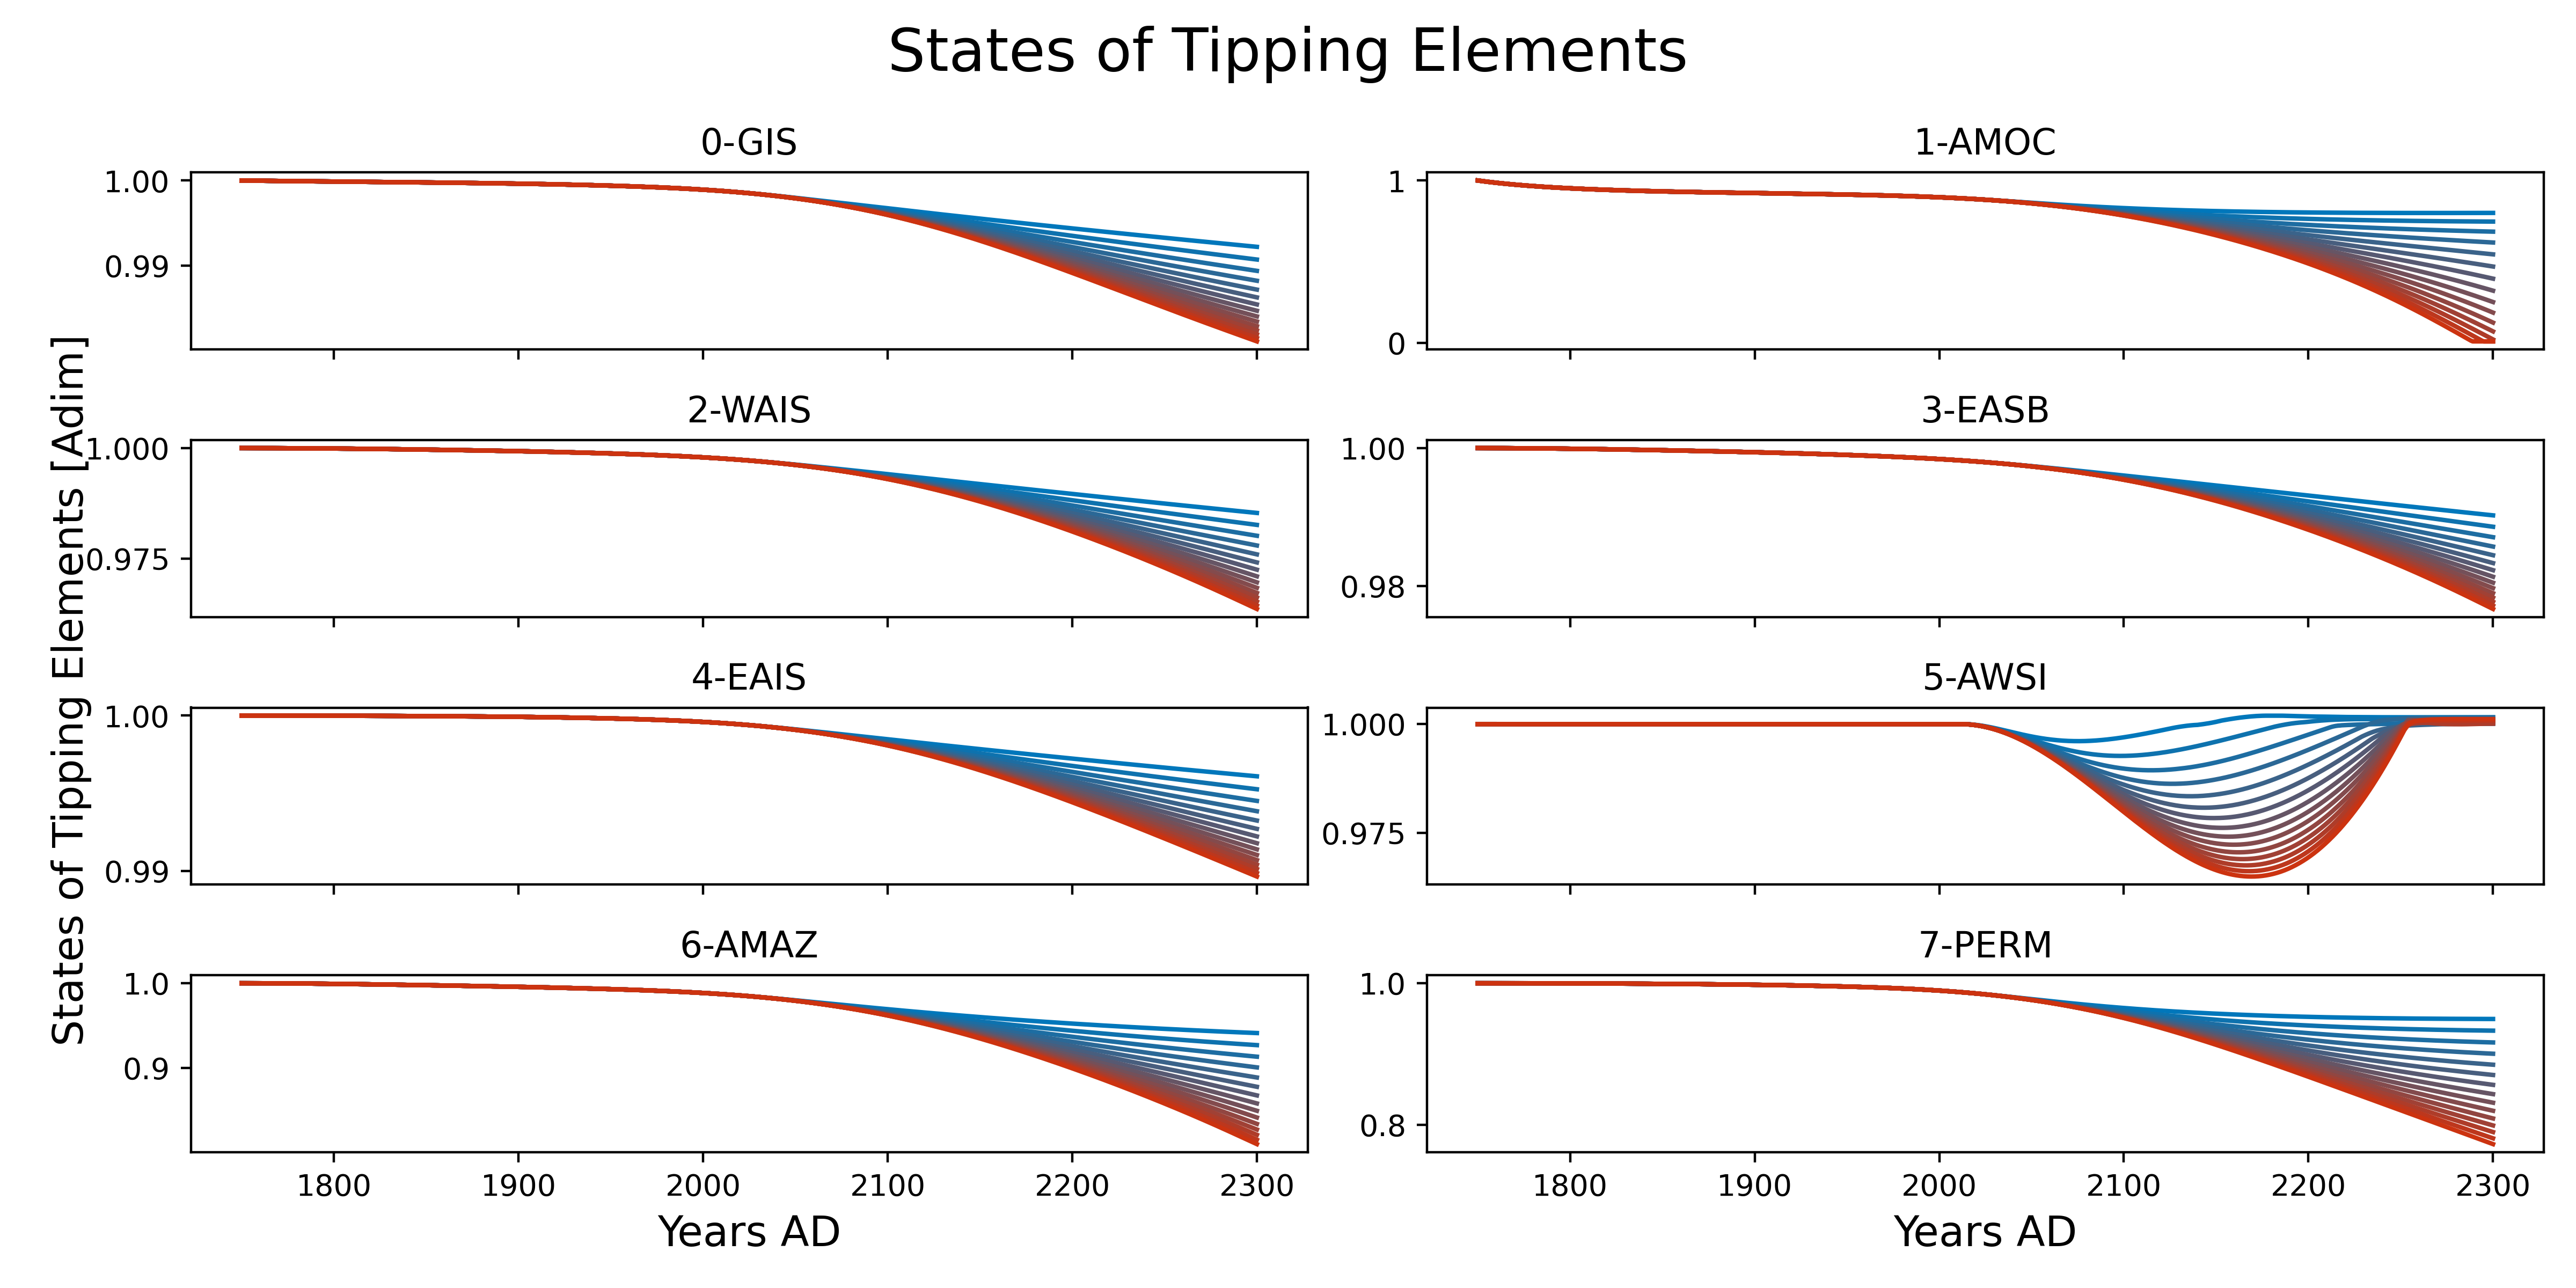 States of Tipping Elements
States of Tipping Elements [Adim]
0-GIS
1.00
0.99
1-AMOC
1
0
2-WAIS
1.000
0.975
3-EASB
1.00
0.98
4-EAIS
1.00
0.99
5-AWSI
1.000
0.975
6-AMAZ
1.0
0.9
1800 1900 2000 2100 2200 2300
Years AD
7-PERM
1.0
0.8
1800 1900 2000 2100 2200 2300
Years AD